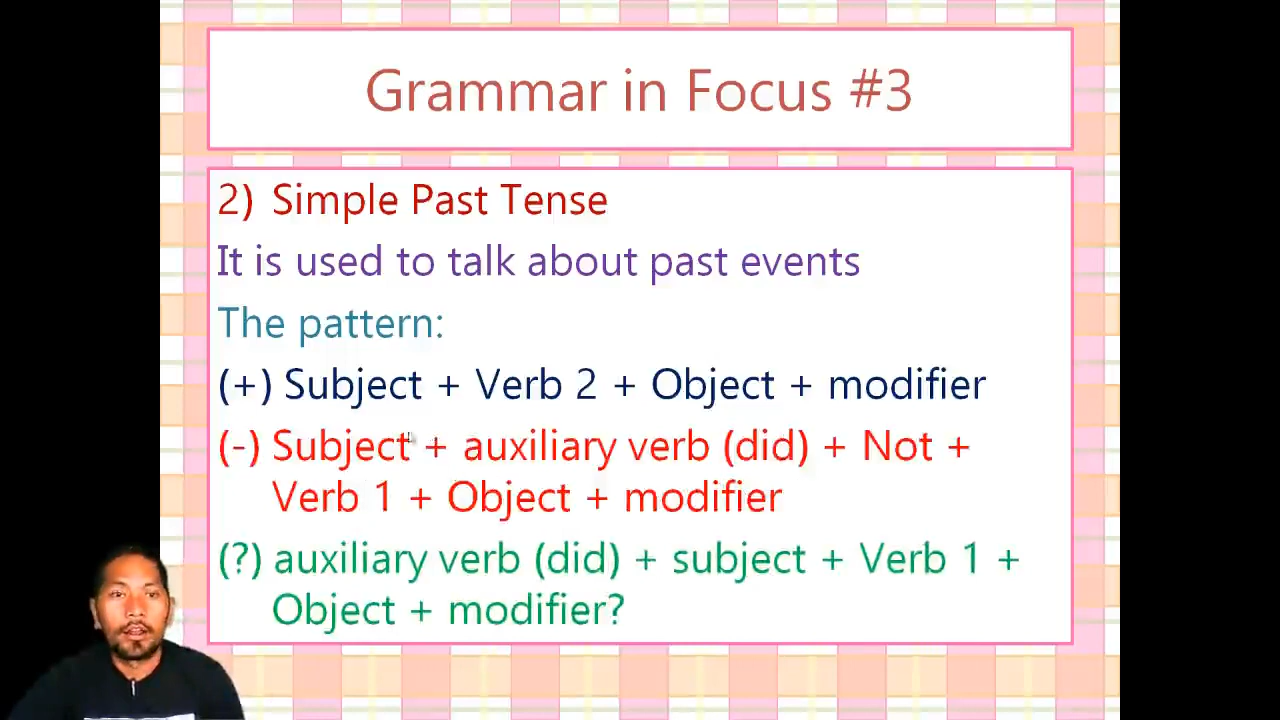 Grammar in Focus #3
2) Simple Past Tense
It is used to talk about past events
The pattern:
(+) Subject + Verb 2 + Object + modifier
(-) Subject + auxiliary verb (did) + Not +
Verb 1 + Object + modifier
(?) auxiliary verb (did) + subject + Verb 1 +
Object + modifier?